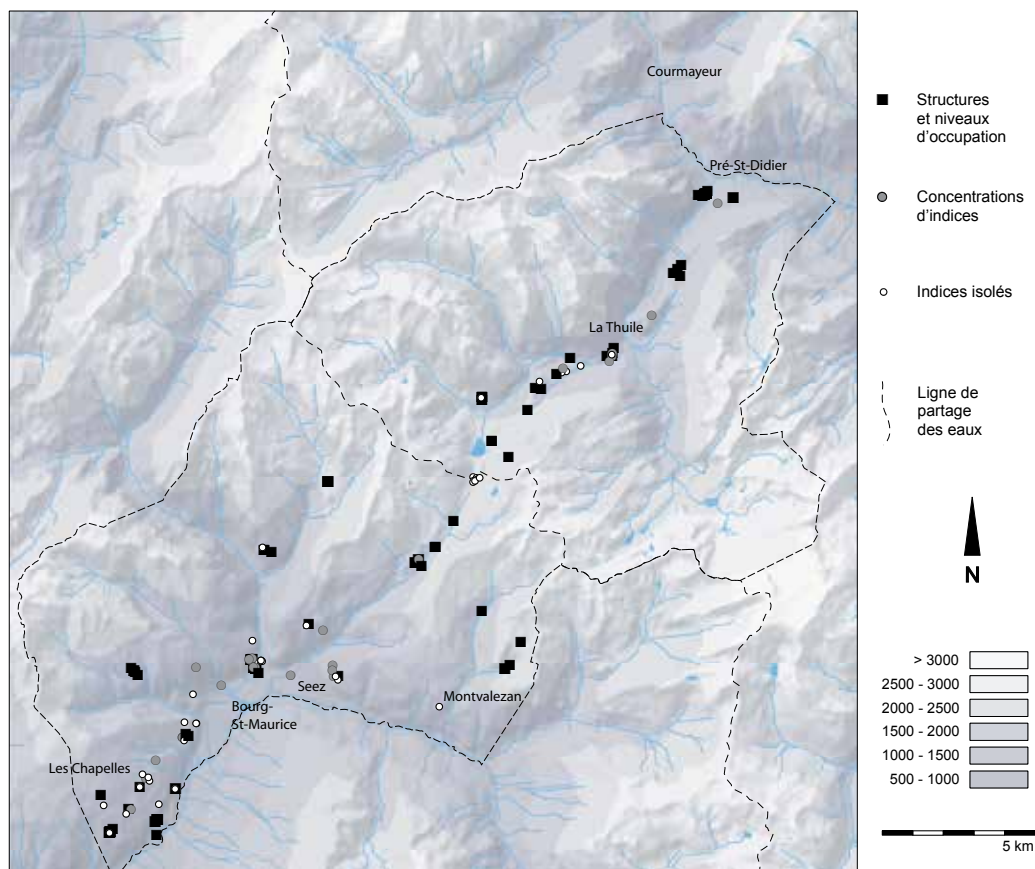 Courmayeur
Pré-St-Didier
La Thuile
Seez
Montvalezan
Bourg-
St-Maurice
Les Chapelles
Structures
et niveaux
d'occupation
Concentrations
d'indices
Indices isolés
Ligne de
partage
des eaux
N
> 3000
2500 - 3000
2000 - 2500
1500 - 2000
1000 - 1500
500 - 1000
5 km